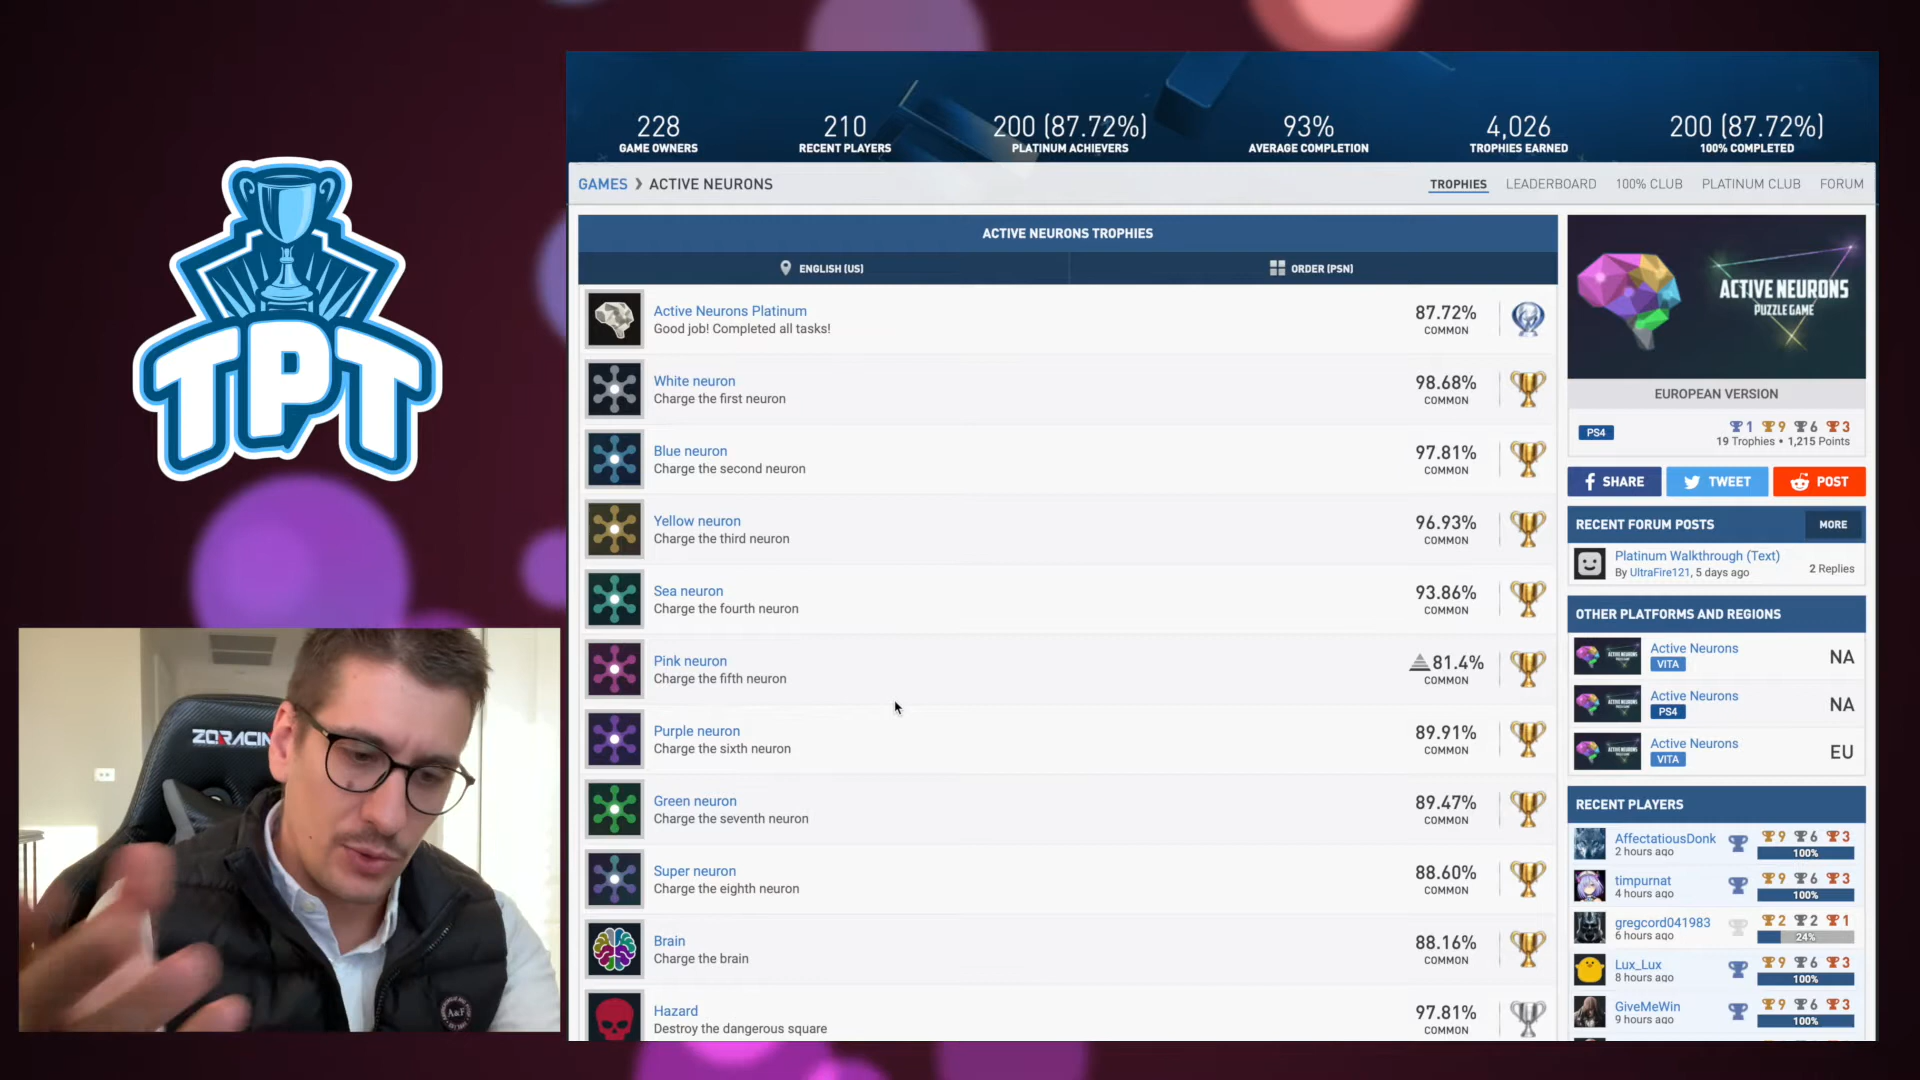 228
GAME OWNERS
210
RECENT PLAYERS
200 (87.72%)
PLATINUM ACHIEVERS
93%
AVERAGE COMPLETION
4,026
TROPHIES EARNED
200 (87.72%)
100% COMPLETED
GAMES ❯ ACTIVE NEURONS
TROPHIES LEADERBOARD 100% CLUB PLATINUM CLUB FORUM
ACTIVE NEURONS TROPHIES
ENGLISH (US)
ORDER (PSN)
Active Neurons Platinum
Good job! Completed all tasks!
87.72%
COMMON
White neuron
Charge the first neuron
98.68%
COMMON
Blue neuron
Charge the second neuron
97.81%
COMMON
Yellow neuron
Charge the third neuron
96.93%
COMMON
Sea neuron
Charge the fourth neuron
93.86%
COMMON
Pink neuron
Charge the fifth neuron
81.4%
COMMON
Purple neuron
Charge the sixth neuron
89.91%
COMMON
Green neuron
Charge the seventh neuron
89.47%
COMMON
Super neuron
Charge the eighth neuron
88.60%
COMMON
Brain
Charge the brain
88.16%
COMMON
Hazard
Destroy the dangerous square
97.81%
COMMON
ACTIVE NEURONS
PUZZLE GAME
EUROPEAN VERSION
PS4
1 9 6 3
19 Trophies • 1,215 Points
SHARE
TWEET
POST
RECENT FORUM POSTS
MORE
Platinum Walkthrough (Text)
By UltraFire121, 5 days ago
2 Replies
OTHER PLATFORMS AND REGIONS
Active Neurons
VITA
NA
Active Neurons
PS4
NA
Active Neurons
VITA
EU
RECENT PLAYERS
AffectatiousDonk
2 hours ago
9 6 3
100%
timpurnat
4 hours ago
9 6 3
100%
gregcord041983
6 hours ago
2 2 1
24%
Lux_Lux
8 hours ago
9 6 3
100%
GiveMeWin
9 hours ago
9 6 3
100%
TPT
ZQRACIN
A&F